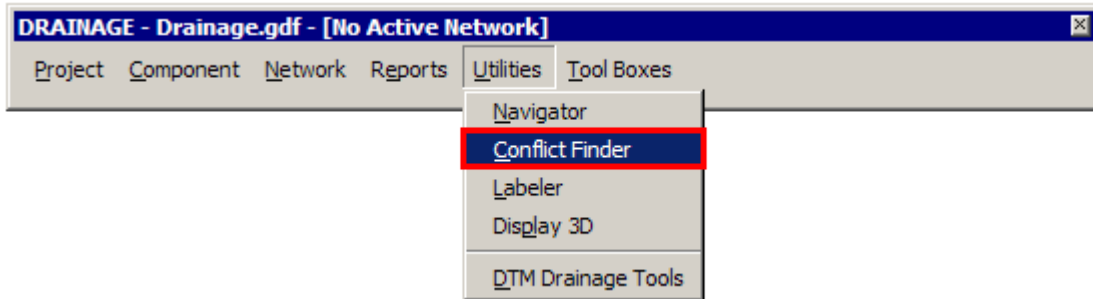 DRAINAGE - Drainage.gdf - [No Active Network]
Project Component Network Reports Utilities Tool Boxes
Navigator
Conflict Finder
Labeler
Display 3D
DTM Drainage Tools